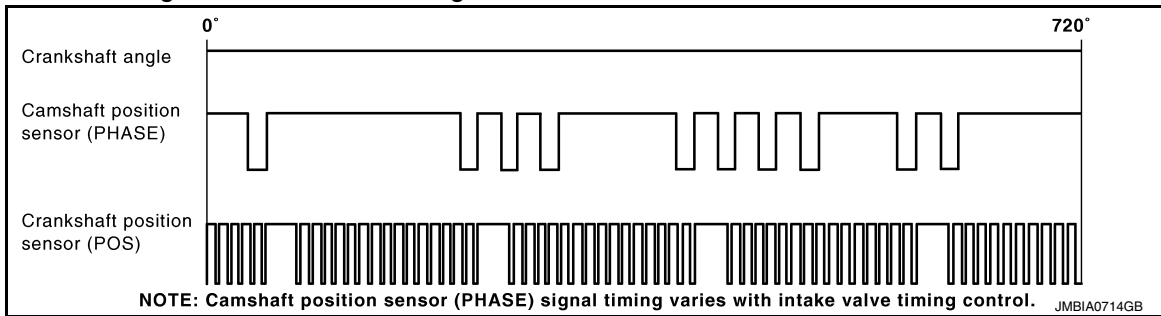 0° 720°
Crankshaft angle
Camshaft position
sensor (PHASE)
Crankshaft position
sensor (POS)
NOTE: Camshaft position sensor (PHASE) signal timing varies with intake valve timing control.
JMBIA0714GB